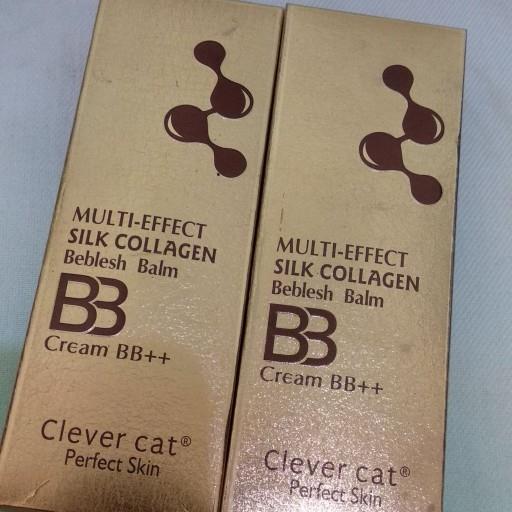 MULTI-EFFECT
SILK COLLAGEN
Beblesh Balm
BB
Cream BB++
Clever cat®
Perfect Skin
MULTI-EFFECT
SILK COLLAGEN
Beblesh Balm
BB
Cream BB++
Clever cat®
Perfect Skin